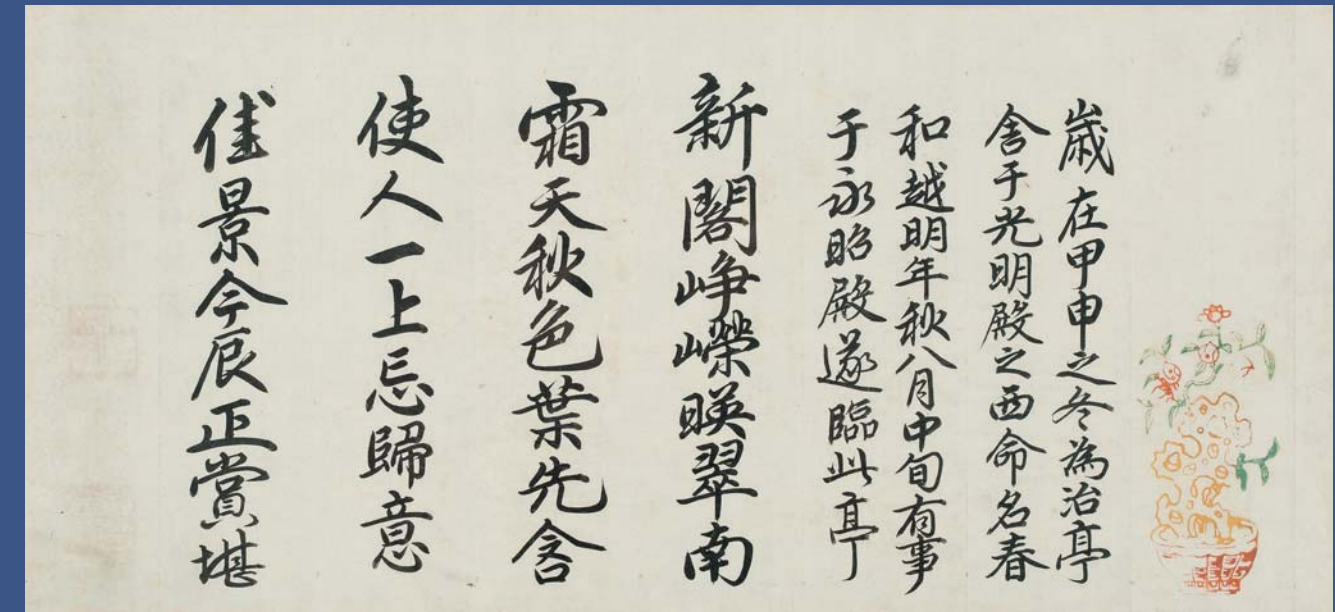 歲在甲申之冬為治亭
舍于光明殿之西命名春
和越明年秋八月中旬有事
于永昭殿遂臨此亭
新閣崢嶸暎翠南
霜天秋色葉先含
使人一上忘歸意
佳景今辰正賞堪